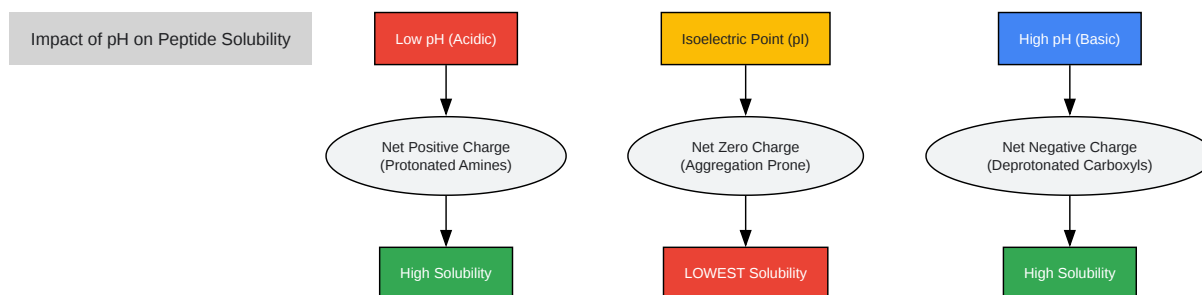 Impact of pH on Peptide Solubility
Low pH (Acidic)
Isoelectric Point (pI)
High pH (Basic)
Net Positive Charge
(Protonated Amines)
Net Zero Charge
(Aggregation Prone)
Net Negative Charge
(Deprotonated Carboxyls)
High Solubility
LOWEST Solubility
High Solubility